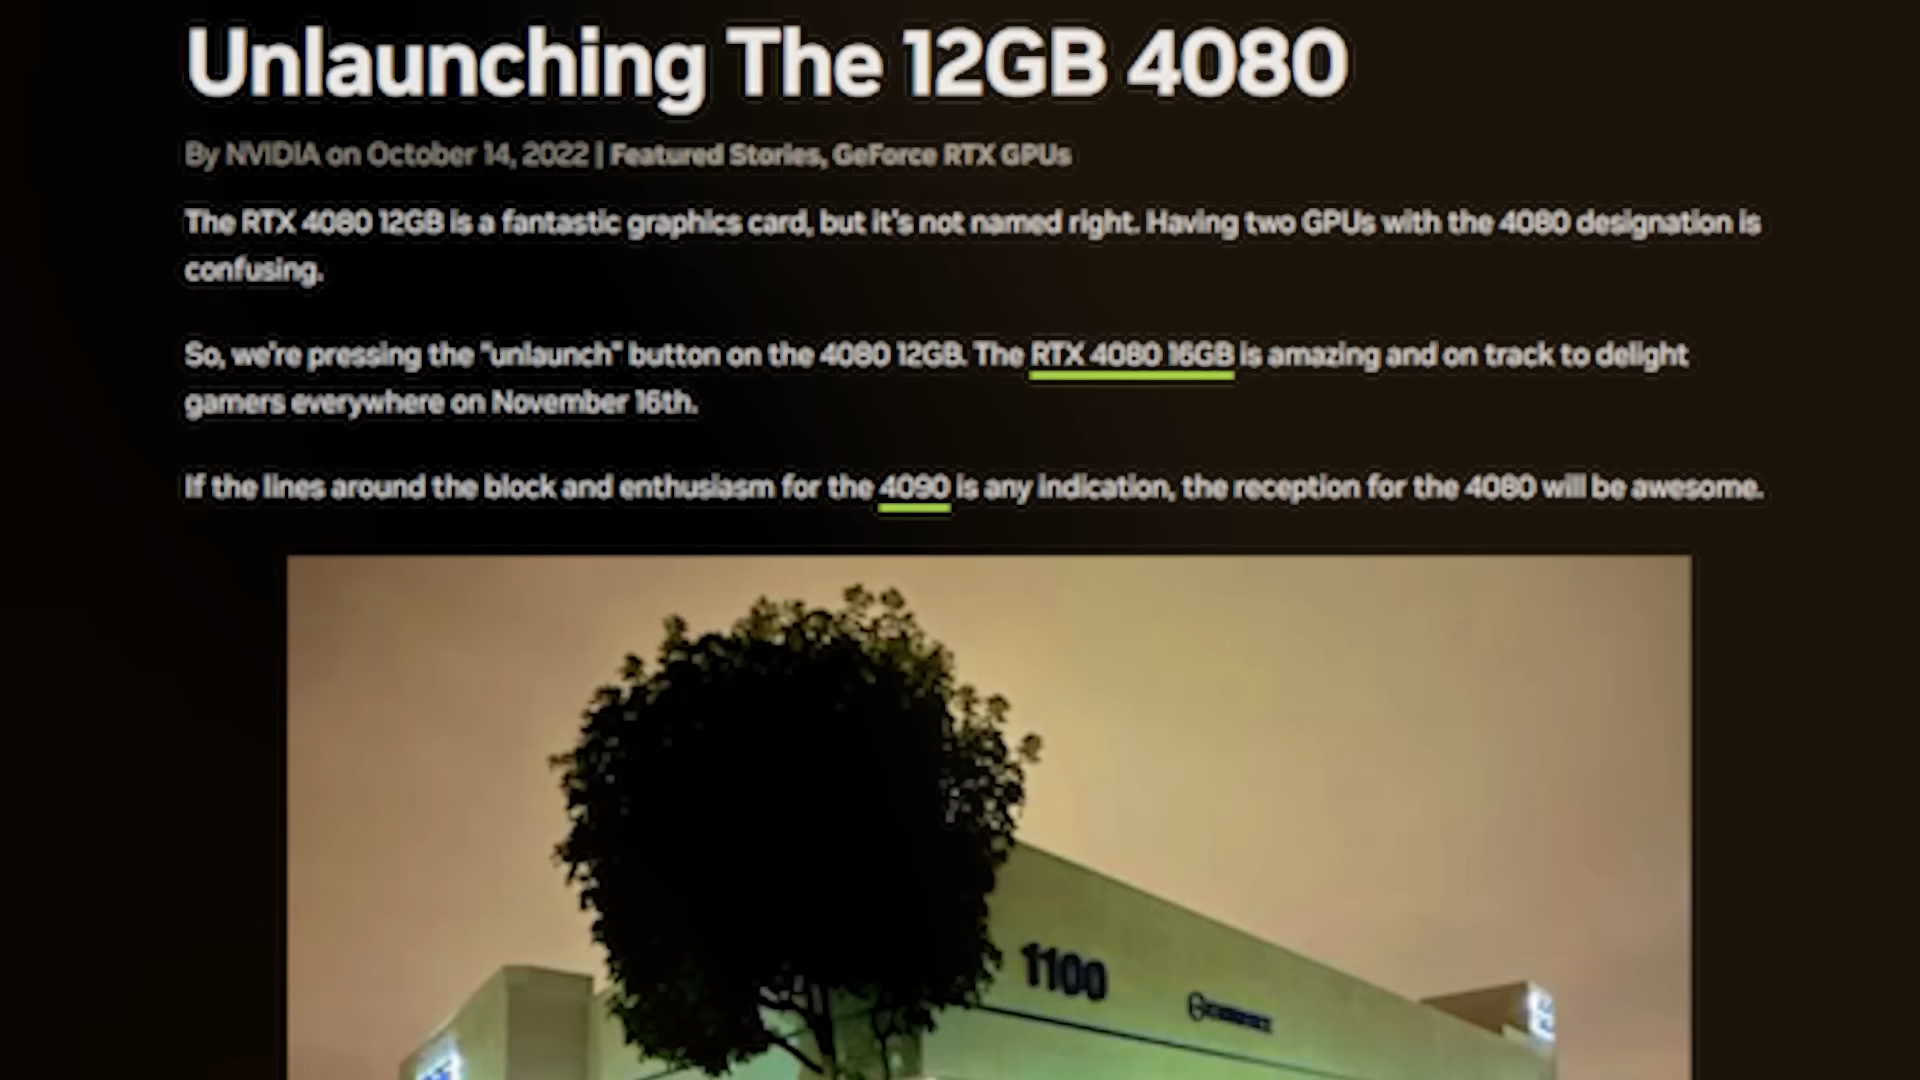 Unlaunching The 12GB 4080
By NVIDIA on October 14, 2022 | Featured Stories, GeForce RTX GPUs
The RTX 4080 12GB is a fantastic graphics card, but it's not named right. Having two GPUs with the 4080 designation is
confusing.
So, we're pressing the "unlaunch" button on the 4080 12GB. The RTX 4080 16GB is amazing and on track to delight
gamers everywhere on November 16th.
If the lines around the block and enthusiasm for the 4090 is any indication, the reception for the 4080 will be awesome.
1100